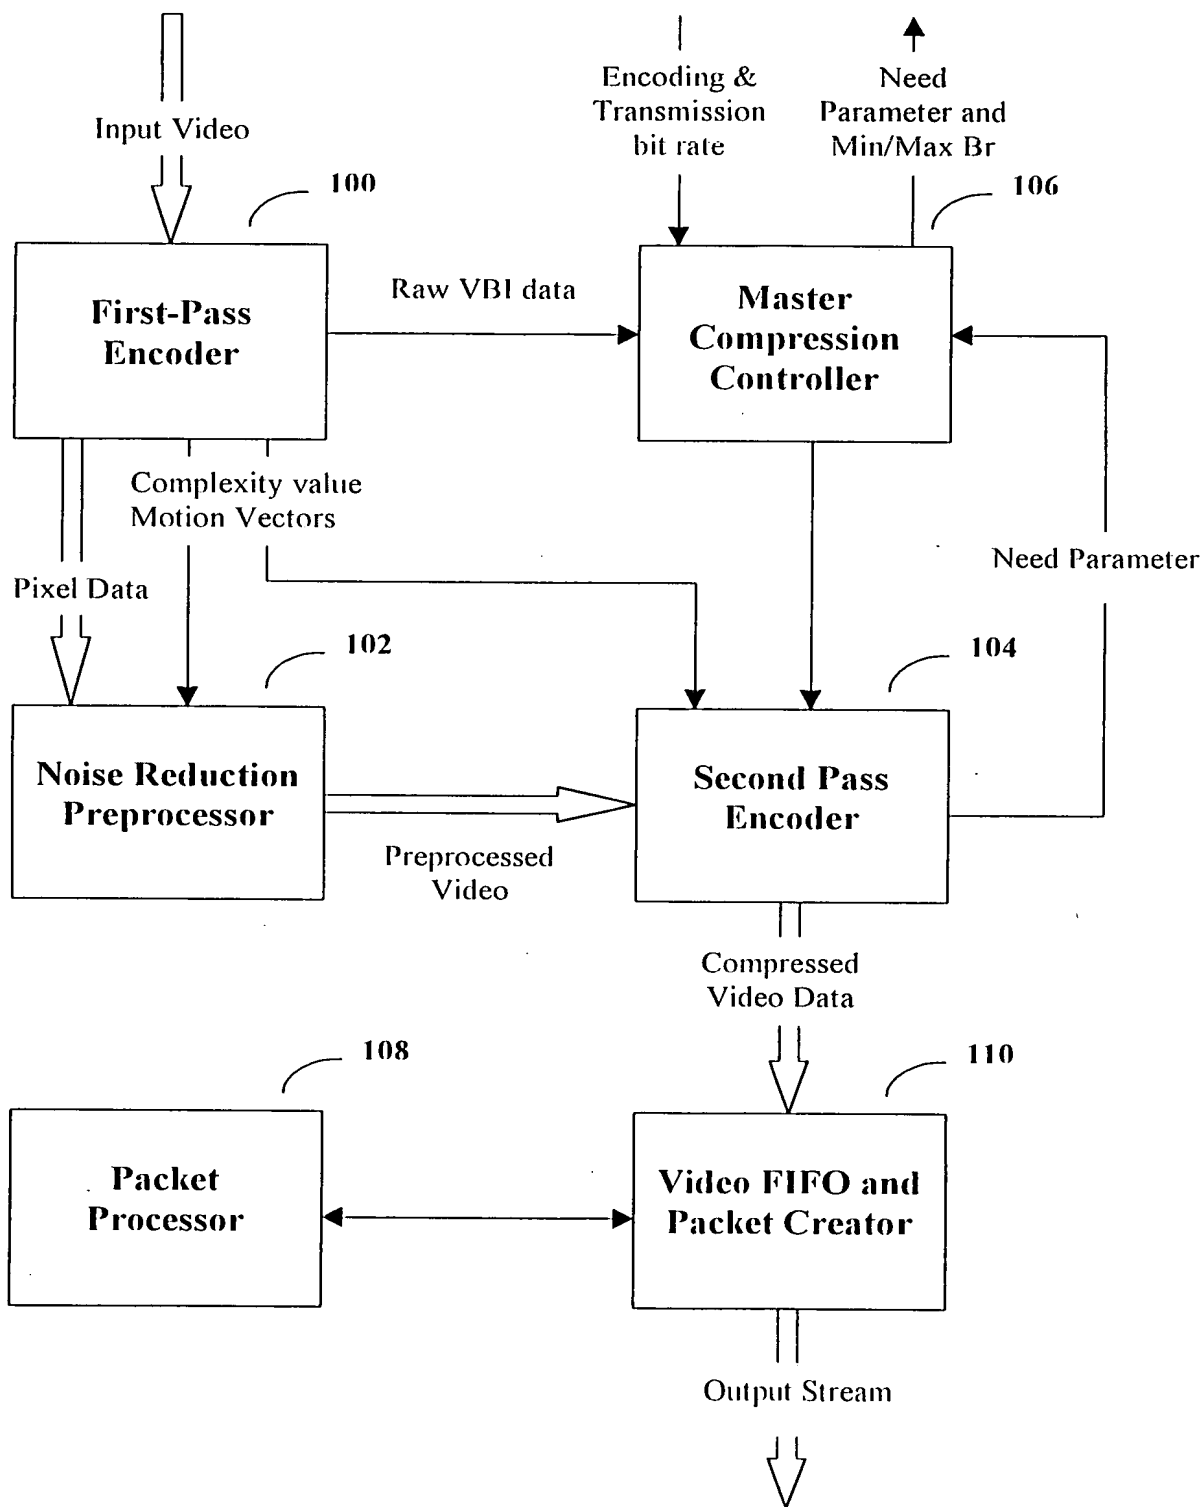 Input Video
Encoding &
Transmission
bit rate
Need
Parameter and
Min/Max Br
100
106
First-Pass
Encoder
Raw VBI data
Master
Compression
Controller
Complexity value
Motion Vectors
Pixel Data
Need Parameter
102
104
Noise Reduction
Preprocessor
Second Pass
Encoder
Preprocessed
Video
Compressed
Video Data
108
110
Packet
Processor
Video FIFO and
Packet Creator
Output Stream